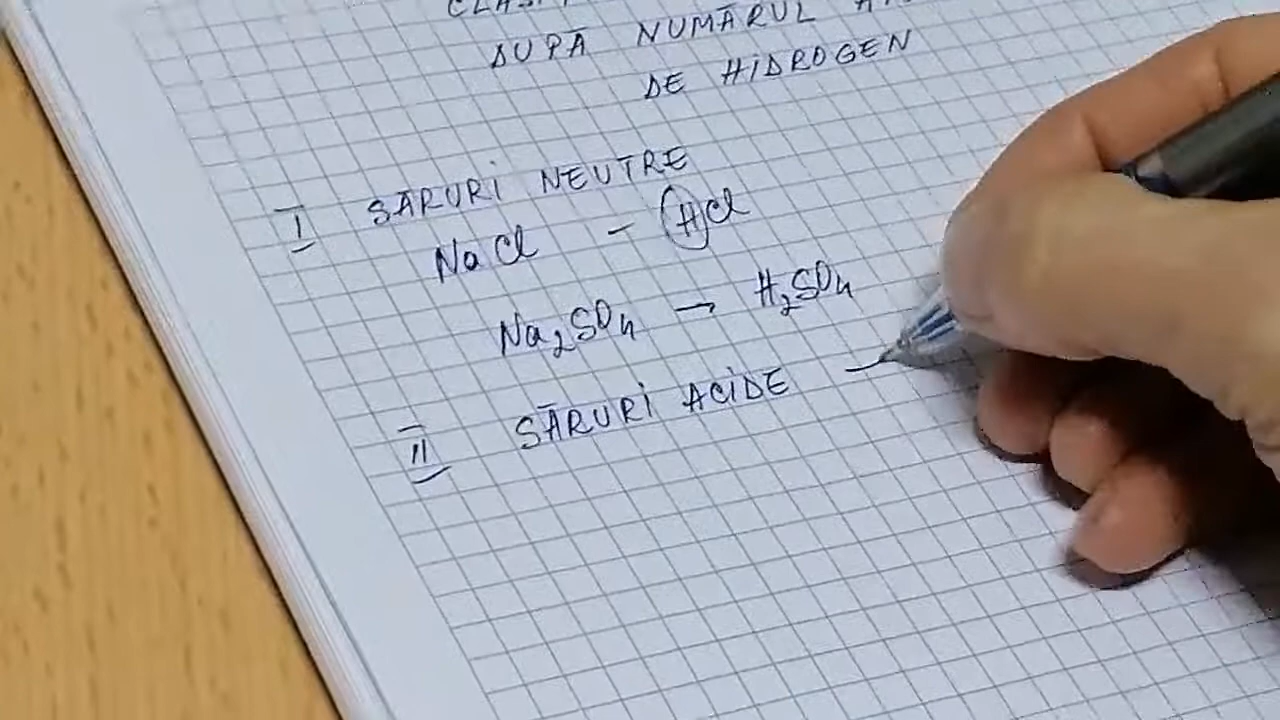 DUPĂ NUMĂRUL
DE HIDROGEN
I SĂRURI NEUTRE
NaCl - HCl
Na₂SO₄ → H₂SO₄
II SĂRURI ACIDE -